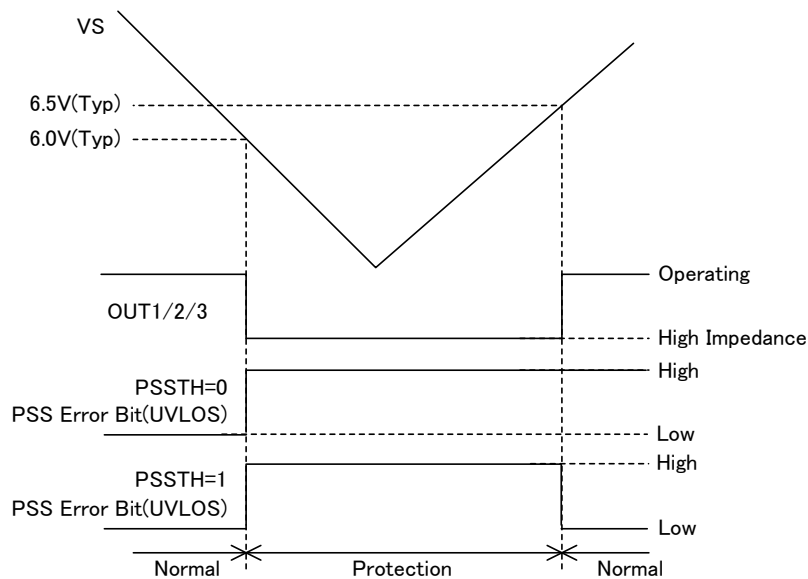 VS
6.5V(Typ)
6.0V(Typ)
Operating
OUT1/2/3
High Impedance
High
PSSTH=0
PSS Error Bit(UVLOS)
Low
High
PSSTH=1
PSS Error Bit(UVLOS)
Low
Normal
Protection
Normal